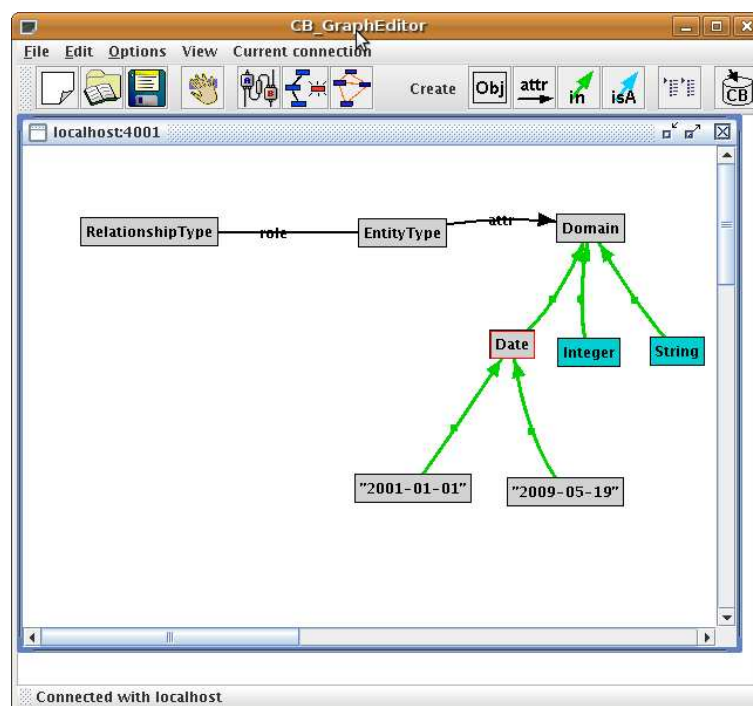 CB_GraphEditor
File Edit Options View Current connection
Create Obj attr in isA CB
localhost:4001
RelationshipType role EntityType attr Domain
Date Integer String
"2001-01-01" "2009-05-19"
Connected with localhost